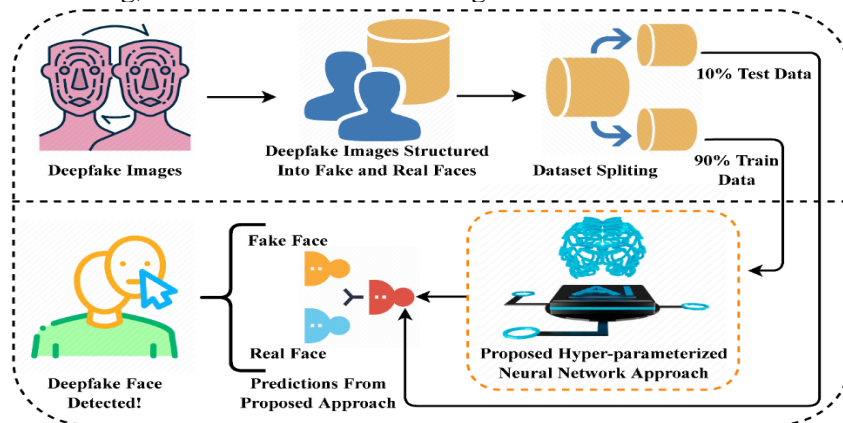 10% Test Data
Deepfake Images Structured
Into Fake and Real Faces
Deepfake Images
Dataset Spliting
90% Train
Data
Fake Face
Real Face
AI
Proposed Hyper-parameterized
Neural Network Approach
Deepfake Face
Detected!
Predictions From
Proposed Approach